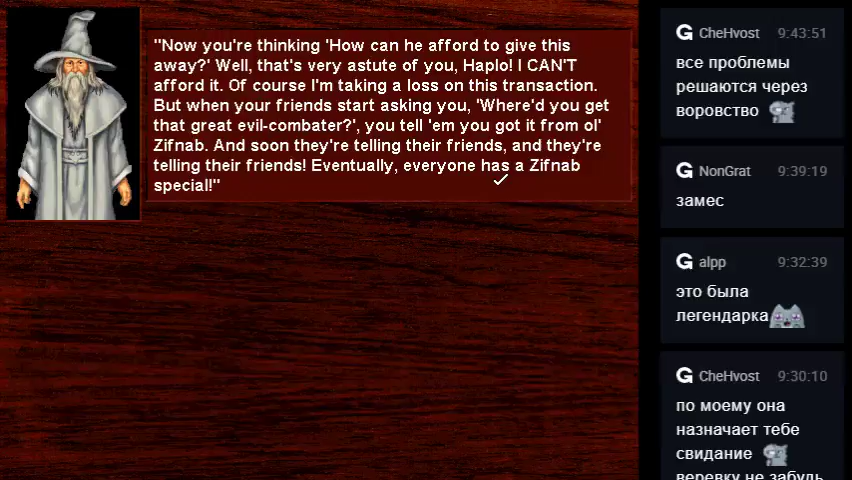 "Now you're thinking 'How can he afford to give this
away?' Well, that's very astute of you, Haplo! I CAN'T
afford it. Of course I'm taking a loss on this transaction.
But when your friends start asking you, 'Where'd you get
that great evil-combater?', you tell 'em you got it from ol'
Zifnab. And soon they're telling their friends, and they're
telling their friends! Eventually, everyone has a Zifnab
special!"
G CheHvost 9:43:51
все проблемы
решаются через
воровство
G NonGrat 9:39:19
замес
G alpp 9:32:39
это была
легендарка
G CheHvost 9:30:10
по моему она
назначает тебе
свидание
веревку не забудь